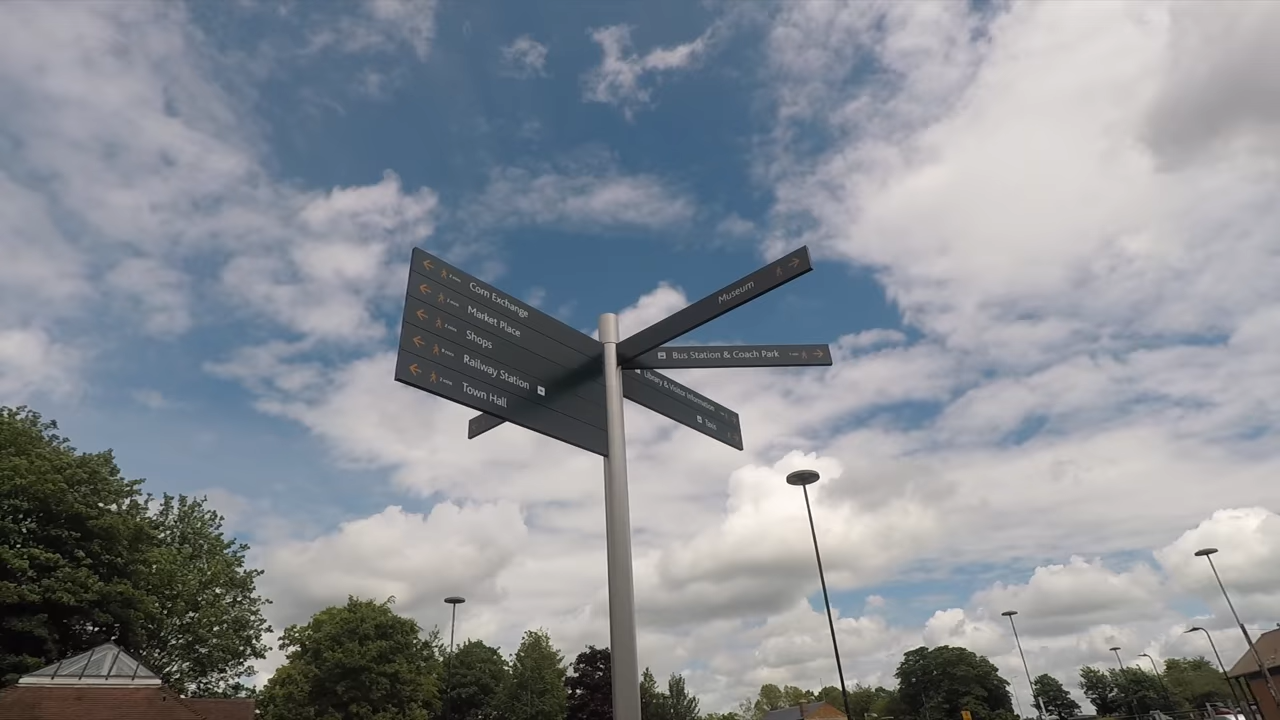 Corn Exchange
Market Place
Shops
Railway Station
Town Hall
Museum
Bus Station & Coach Park
Library & Visitor Information
Taxis